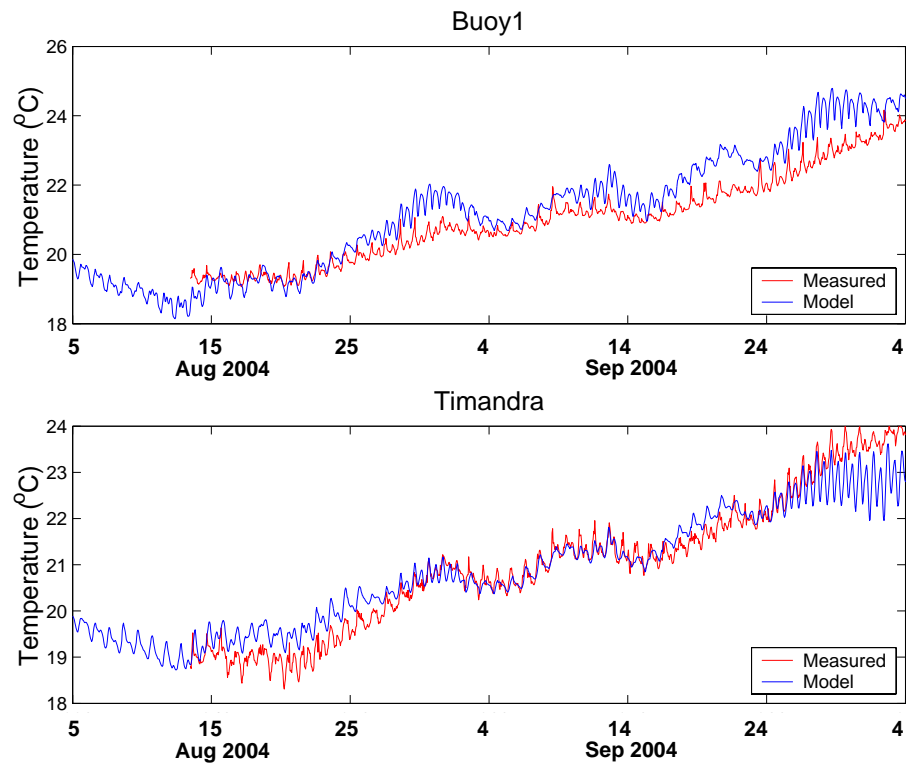 Buoy1
Temperature (°C)
26
24
22
20
18
Measured
Model
5 15 25 4 14 24 4
Aug 2004 Sep 2004
Timandra
Temperature (°C)
24
23
22
21
20
19
18
Measured
Model
5 15 25 4 14 24 4
Aug 2004 Sep 2004